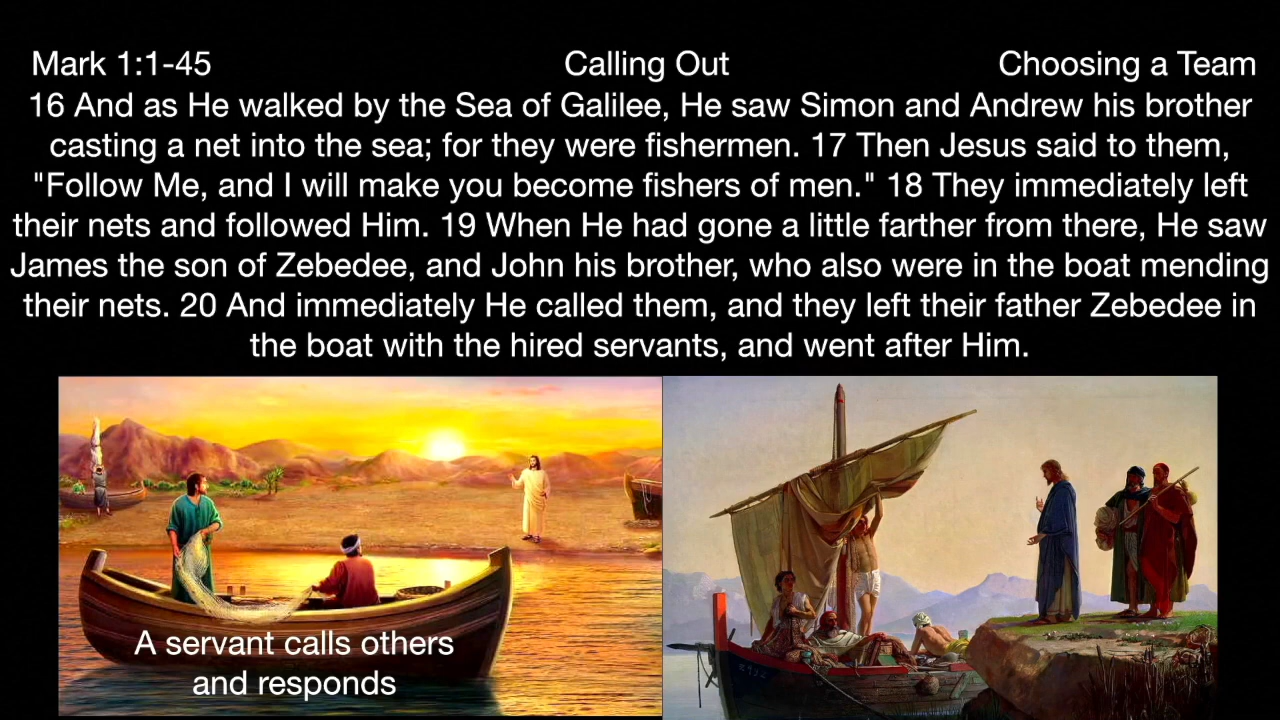 Mark 1:1-45 Calling Out Choosing a Team
16 And as He walked by the Sea of Galilee, He saw Simon and Andrew his brother
casting a net into the sea; for they were fishermen. 17 Then Jesus said to them,
"Follow Me, and I will make you become fishers of men." 18 They immediately left
their nets and followed Him. 19 When He had gone a little farther from there, He saw
James the son of Zebedee, and John his brother, who also were in the boat mending
their nets. 20 And immediately He called them, and they left their father Zebedee in
the boat with the hired servants, and went after Him.
A servant calls others
and responds